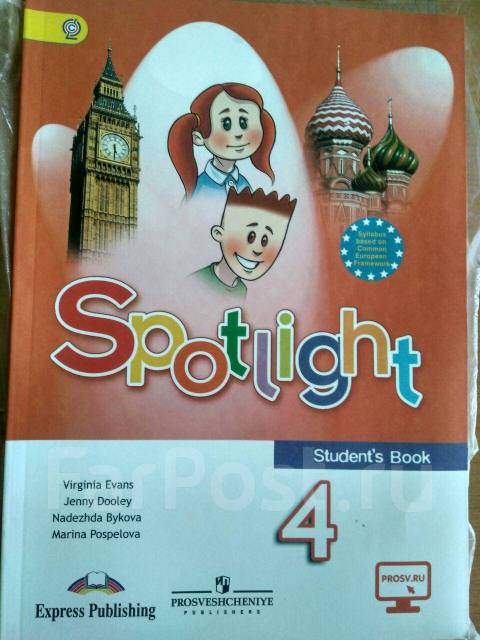 Syllabus
based on
Common
European
Framework
Spotlight
Student's Book
4
Virginia Evans
Jenny Dooley
Nadezhda Bykova
Marina Pospelova
FarPost.ru
PROSV.RU
Express Publishing
PROSVESHCHENIYE
PUBLISHERS